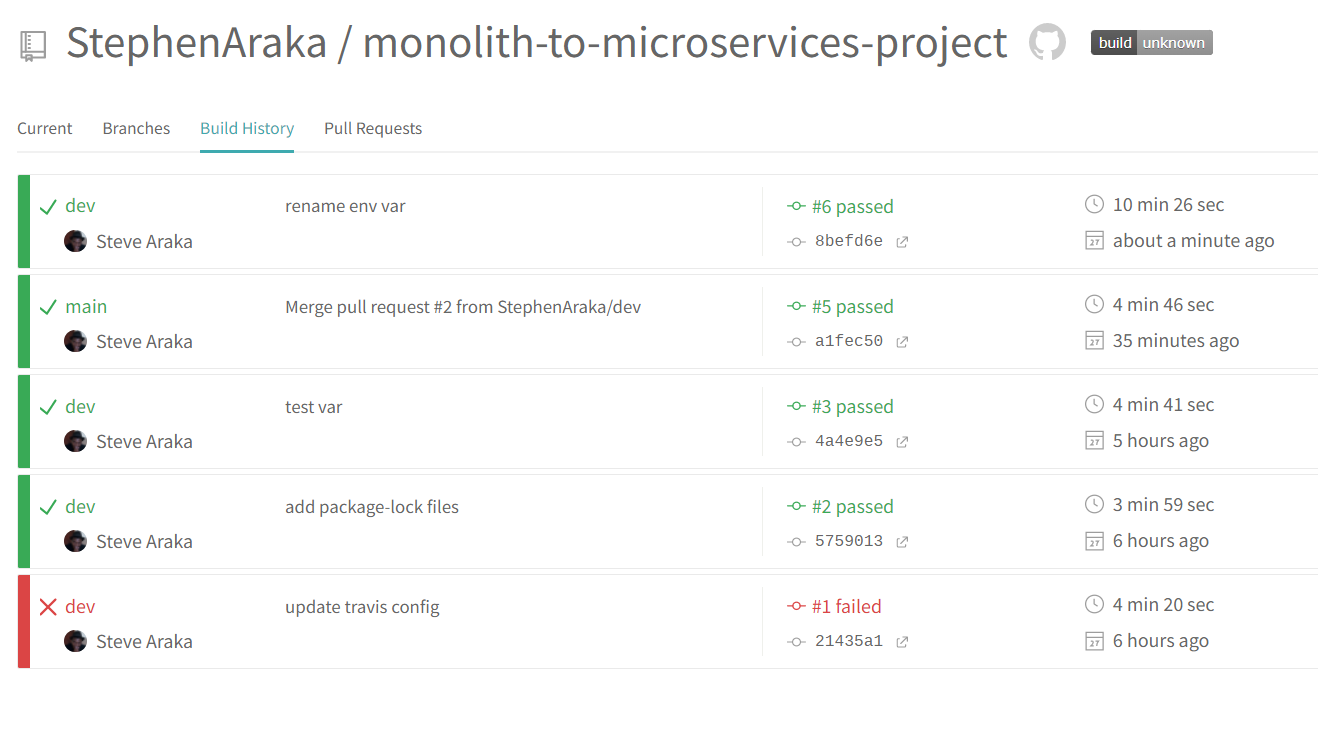 StephenAraka / monolith-to-microservices-project build unknown
Current Branches Build History Pull Requests
dev rename env var #6 passed 10 min 26 sec
Steve Araka 8befd6e 27 about a minute ago
main Merge pull request #2 from StephenAraka/dev #5 passed 4 min 46 sec
Steve Araka a1fec50 27 35 minutes ago
dev test var #3 passed 4 min 41 sec
Steve Araka 4a4e9e5 27 5 hours ago
dev add package-lock files #2 passed 3 min 59 sec
Steve Araka 5759013 27 6 hours ago
dev update travis config #1 failed 4 min 20 sec
Steve Araka 21435a1 27 6 hours ago